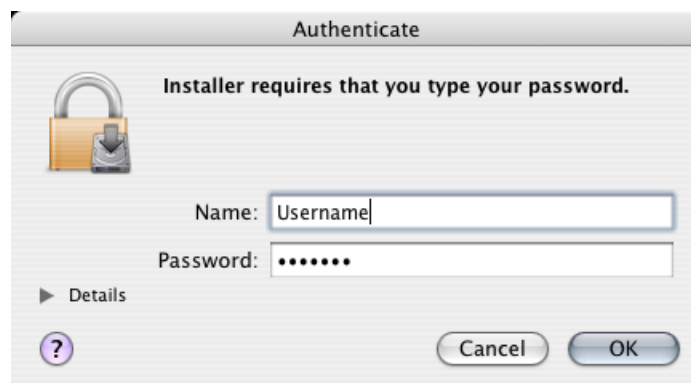 Authenticate
Installer requires that you type your password.
Name: Username
Password: •••••••
Details
?
Cancel OK